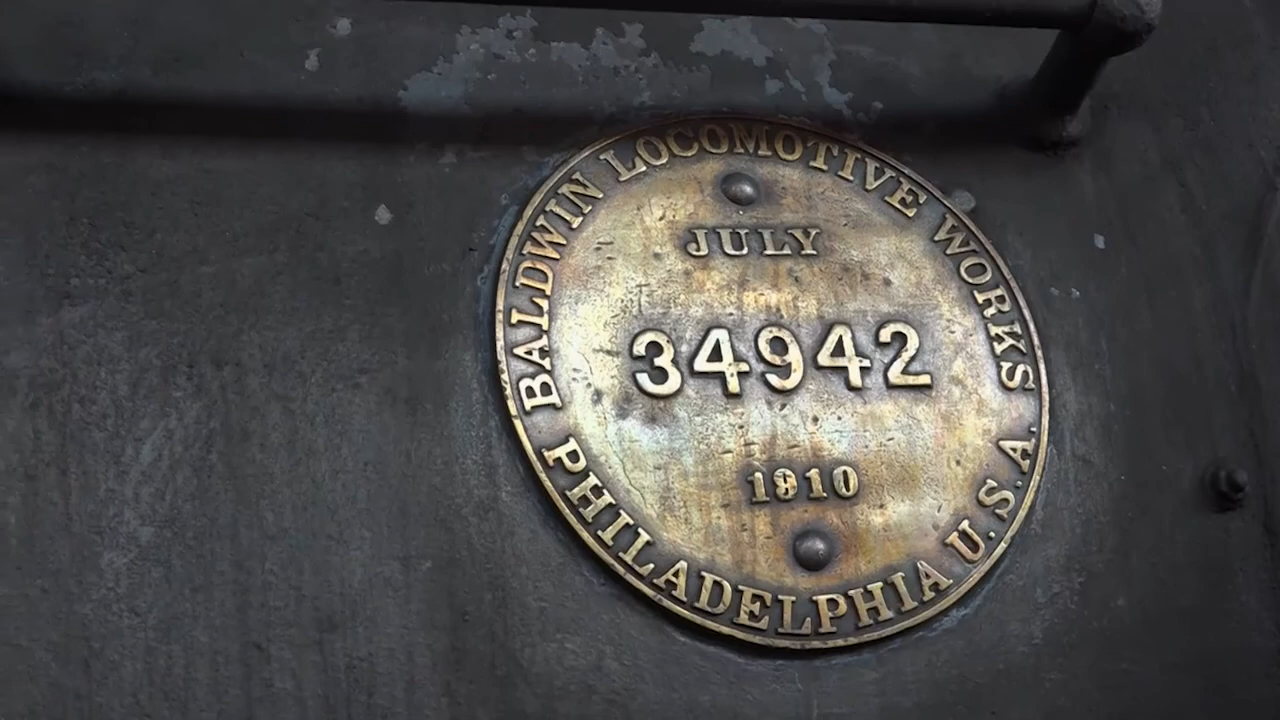 BALDWIN LOCOMOTIVE WORKS
JULY
34942
1910
PHILADELPHIA U.S.A.